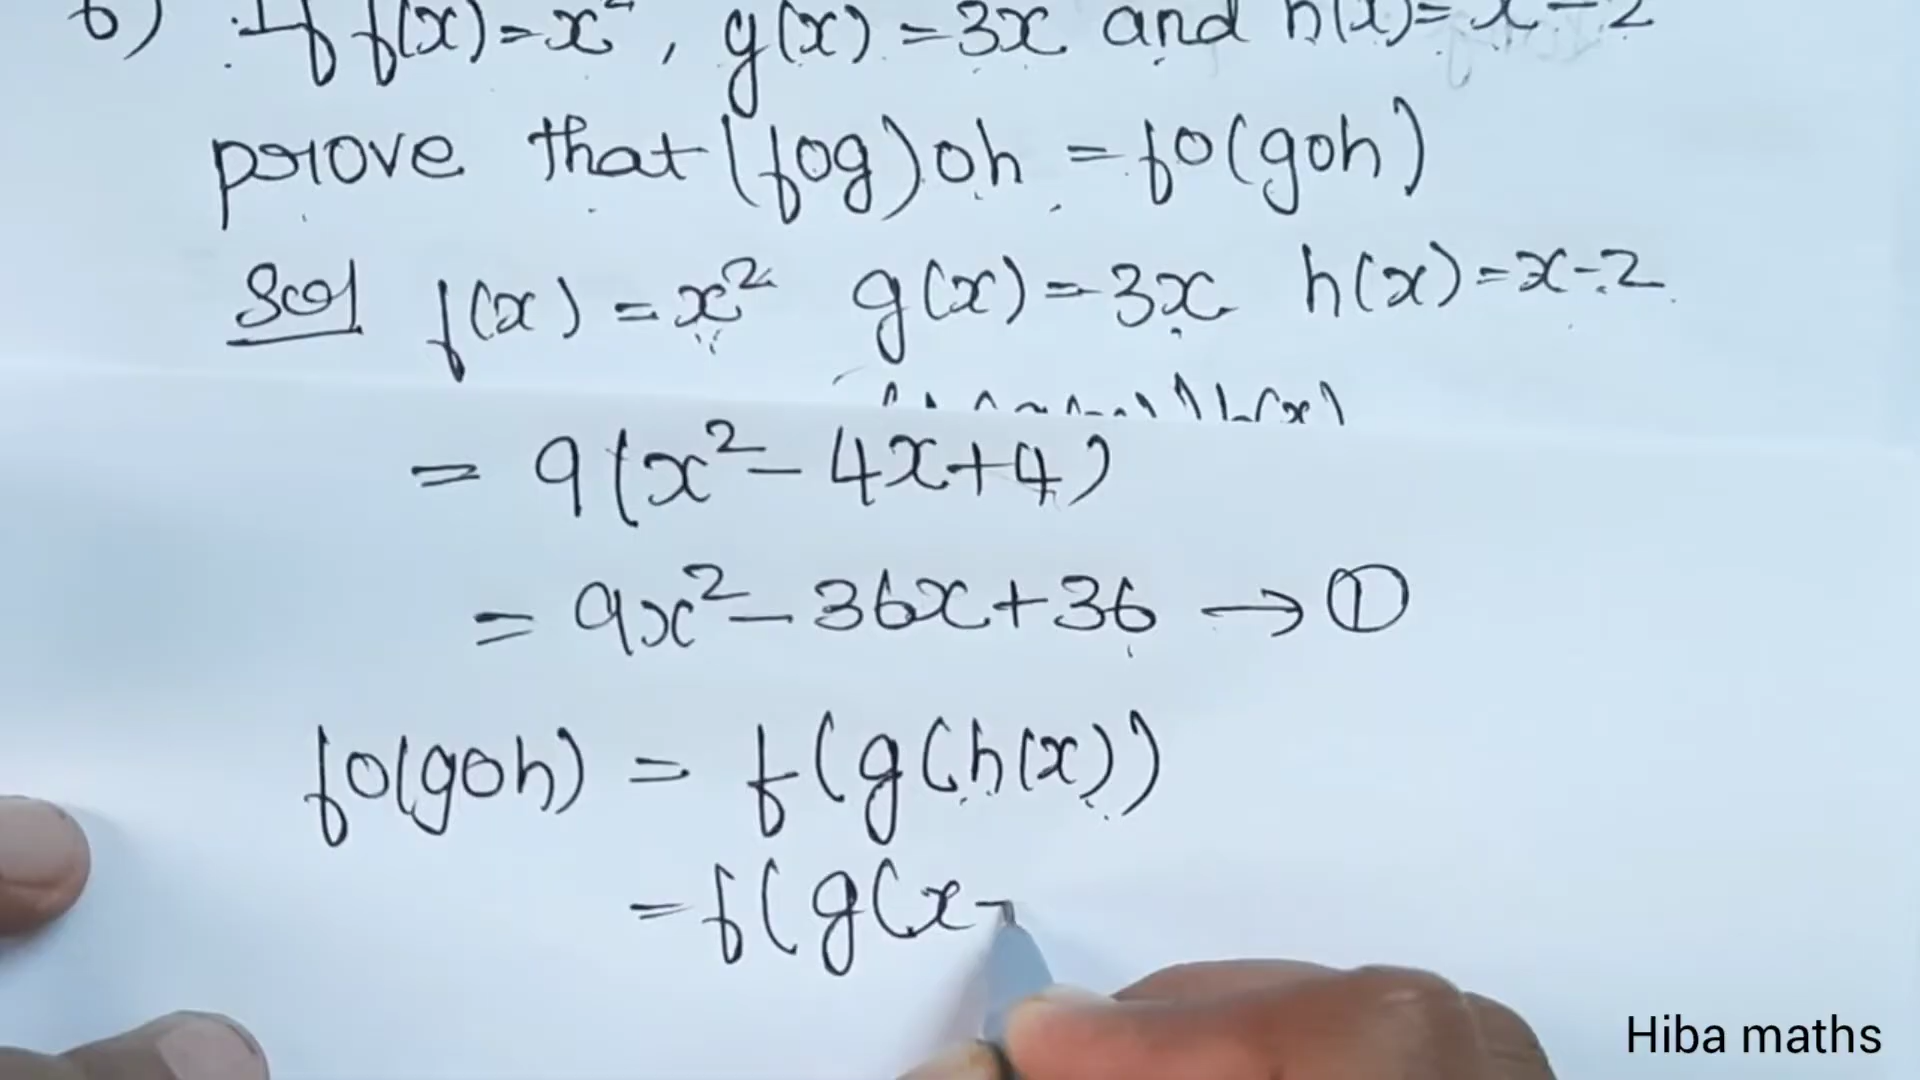 6) If f(x)=x², g(x)=3x and h(x)=x-2
prove that (fog)oh = fo(goh)
Sol f(x)=x² g(x)=3x h(x)=x-2
= 9(x²-4x+4)
= 9x²-36x+36 → ①
fo(goh) = f(g(h(x))
= f(g(x-
Hiba maths